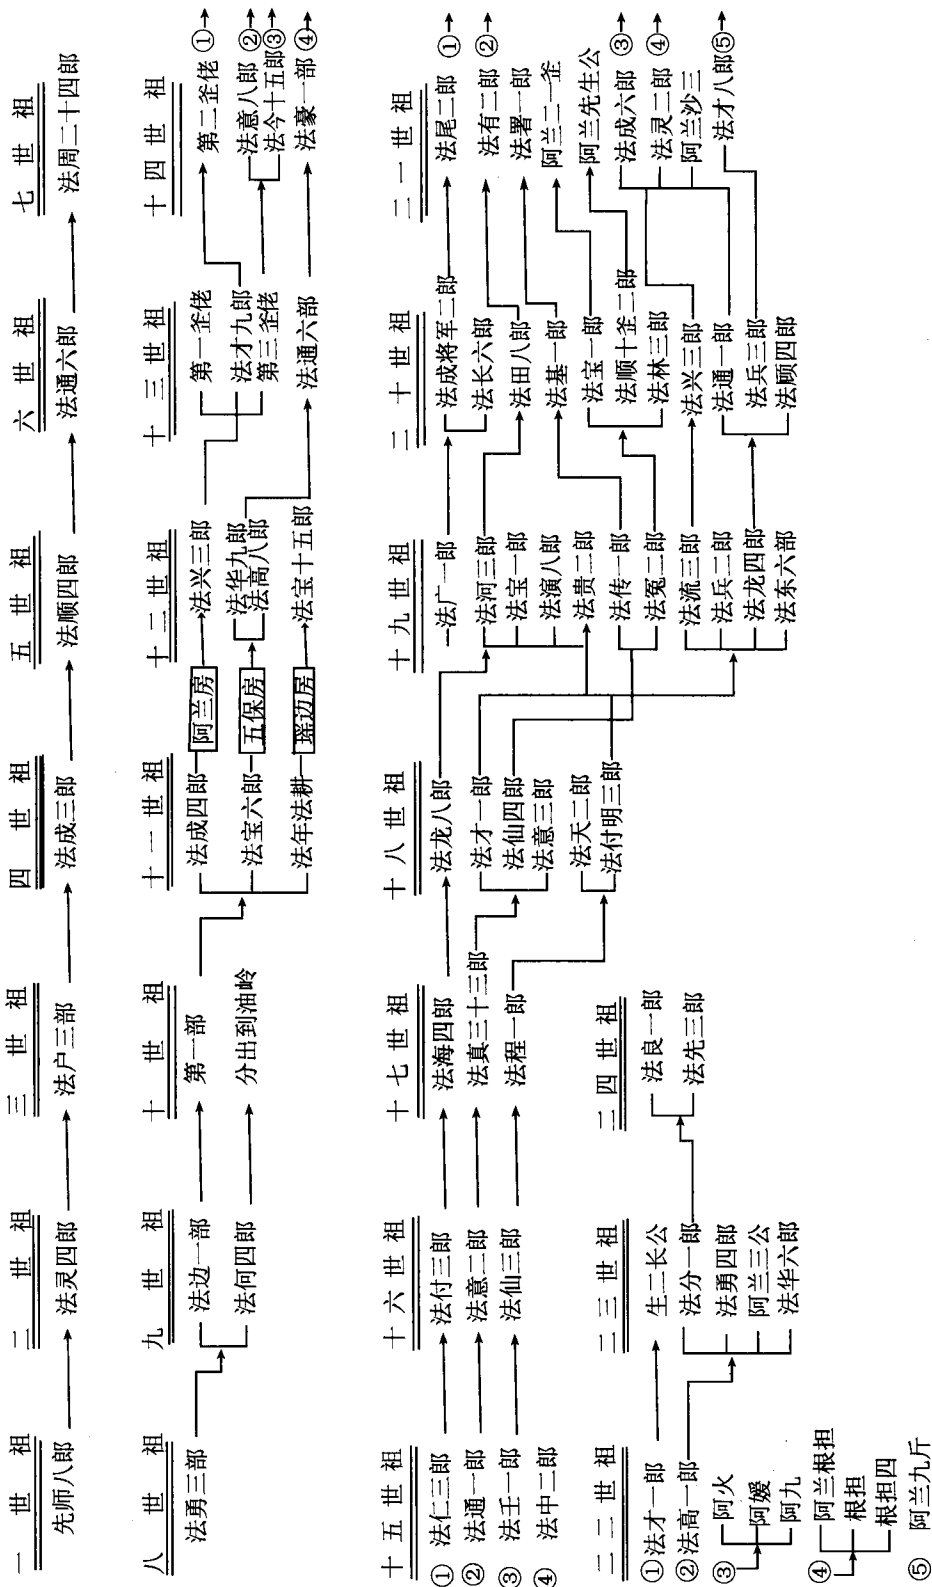 一世祖 二世祖 三世祖 四世祖 五世祖 六世祖 七世祖
先师八郎 法灵四郎 法户三部 法成三郎 法顺四郎 法通六郎 法周二十四郎
八世祖 九世祖 十世祖 十一世祖 十二世祖 十三世祖 十四世祖
法勇三部 法边一部 第一部 法成四郎 阿兰房 法兴三郎 第一釜佬 第二釜佬 ①
法何四郎 分出到油岭 法宝六郎 五保房 法华九郎 法才九郎 法意八郎 ②
法高八郎 第三釜佬 法今十五郎 ③
法年法耕 瑶边房 法宝十五郎 法通六部 法豪一部 ④
十五世祖 十六世祖 十七世祖 十八世祖 十九世祖 二十世祖 二一世祖
① 法仁三郎 法付三郎 法海四郎 法龙八郎 法广一郎 法成将军二郎 法尾二郎 ①
② 法通一郎 法意二郎 法真三十三郎 法才一郎 法河三郎 法长六郎 法有二郎 ②
③ 法壬一郎 法仙三郎 法程一郎 法仙四郎 法宝一郎 法田八郎 法署一郎
④ 法中二郎 法意三郎 法演八郎 法基一郎 阿兰二一釜
法天二郎 法贵二郎 法宝一郎 阿兰先生公
法付明三郎 法传一郎 法顺十釜二郎 法成六郎 ③
法冤二郎 法林三郎 法灵二郎 ④
法流三郎 法兴三郎 阿兰沙三
法兵二郎 法通一郎 法才八郎 ⑤
法龙四郎 法兵三郎
法东六部 法顾四郎
二二世祖 二三世祖 二四世祖
① 法才一郎 生二长公 法良一郎
② 法高一郎 法分一郎 法先三郎
③ 阿火 法勇四郎
阿嫒 阿兰三公
阿九 法华六郎
④ 阿兰根担
根担
根担四
⑤ 阿兰九斤